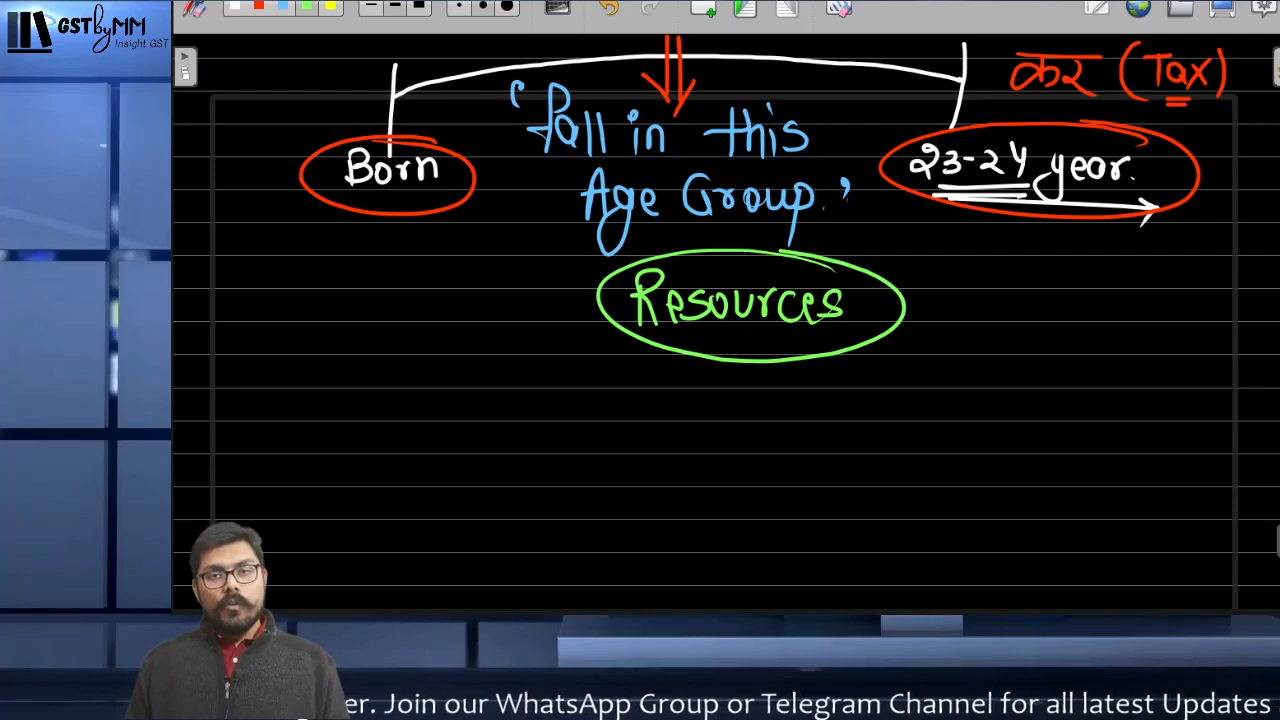 GSTbyMM
Insight GST
कर (Tax)
Born
'fall in this
Age Group.'
23-24 year.
Resources
er. Join our WhatsApp Group or Telegram Channel for all latest Updates